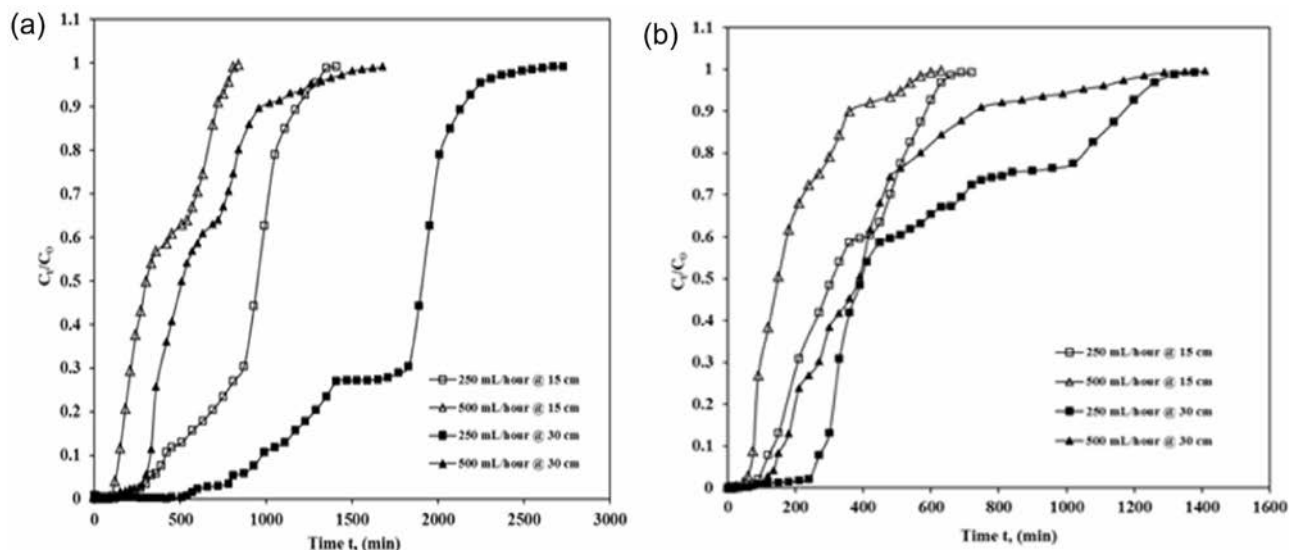 (a)
1.1
1
0.9
0.8
0.7
0.6
0.5
0.4
0.3
0.2
0.1
0
Ct/CO
0 500 1000 1500 2000 2500 3000
Time t, (min)
250 mL/hour @ 15 cm
500 mL/hour @ 15 cm
250 mL/hour @ 30 cm
500 mL/hour @ 30 cm
(b)
1.1
1
0.9
0.8
0.7
0.6
0.5
0.4
0.3
0.2
0.1
0
Ct/CO
0 200 400 600 800 1000 1200 1400 1600
Time t, (min)
250 mL/hour @ 15 cm
500 mL/hour @ 15 cm
250 mL/hour @ 30 cm
500 mL/hour @ 30 cm